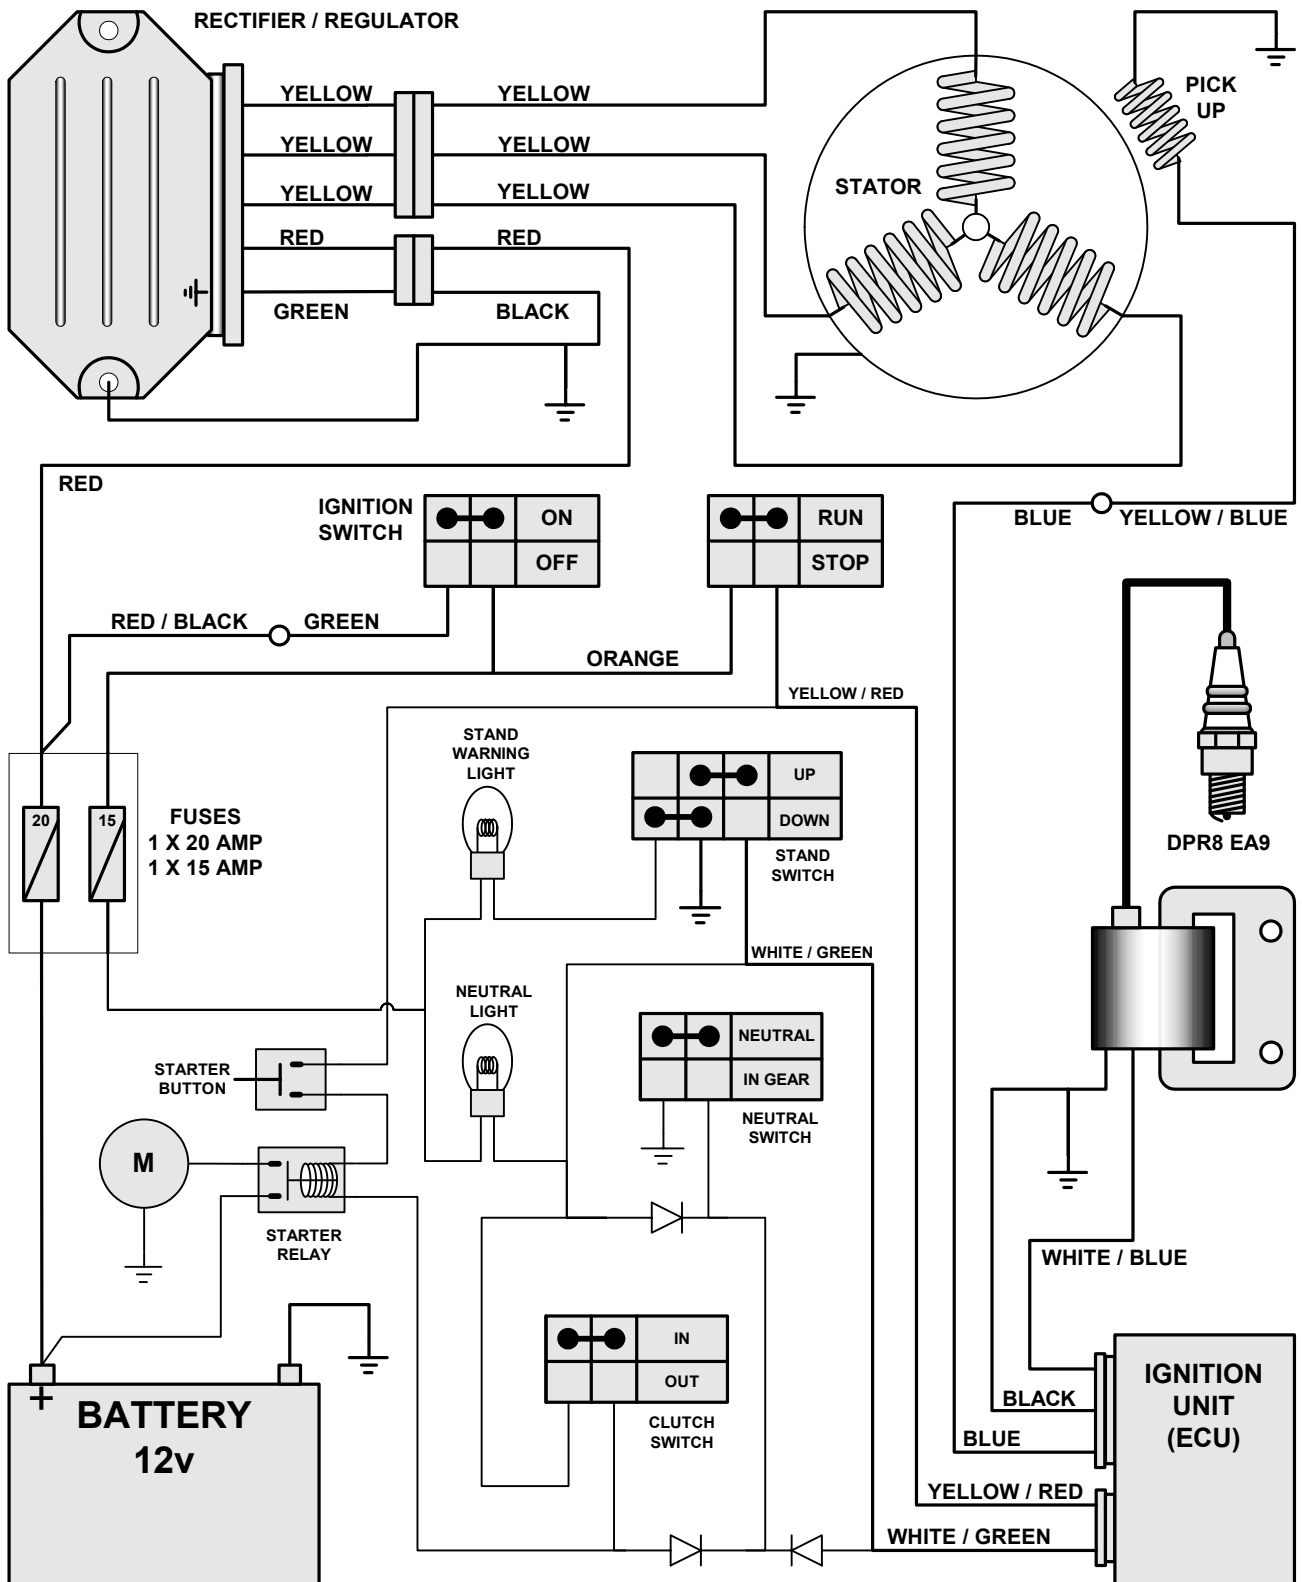 RECTIFIER / REGULATOR
PICK
UP
YELLOW
YELLOW
YELLOW
YELLOW
STATOR
YELLOW
YELLOW
RED
RED
GREEN
BLACK
RED
IGNITION
SWITCH
ON
OFF
RUN
STOP
BLUE
YELLOW / BLUE
RED / BLACK
GREEN
ORANGE
YELLOW / RED
STAND
WARNING
LIGHT
UP
DOWN
STAND
SWITCH
20
15
FUSES
1 X 20 AMP
1 X 15 AMP
DPR8 EA9
WHITE / GREEN
NEUTRAL
LIGHT
NEUTRAL
IN GEAR
NEUTRAL
SWITCH
STARTER
BUTTON
M
STARTER
RELAY
WHITE / BLUE
IN
OUT
CLUTCH
SWITCH
+
BATTERY
12v
IGNITION
UNIT
(ECU)
BLACK
BLUE
YELLOW / RED
WHITE / GREEN